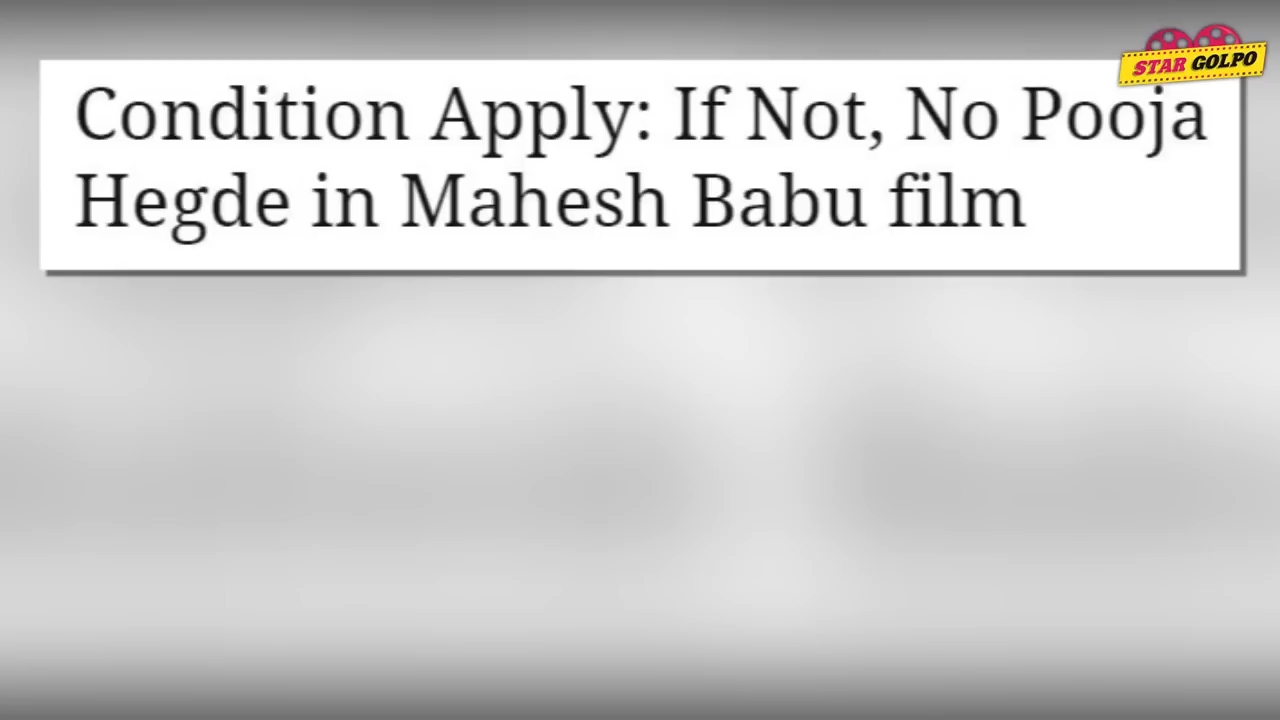 STAR GOLPO
Condition Apply: If Not, No Pooja
Hegde in Mahesh Babu film